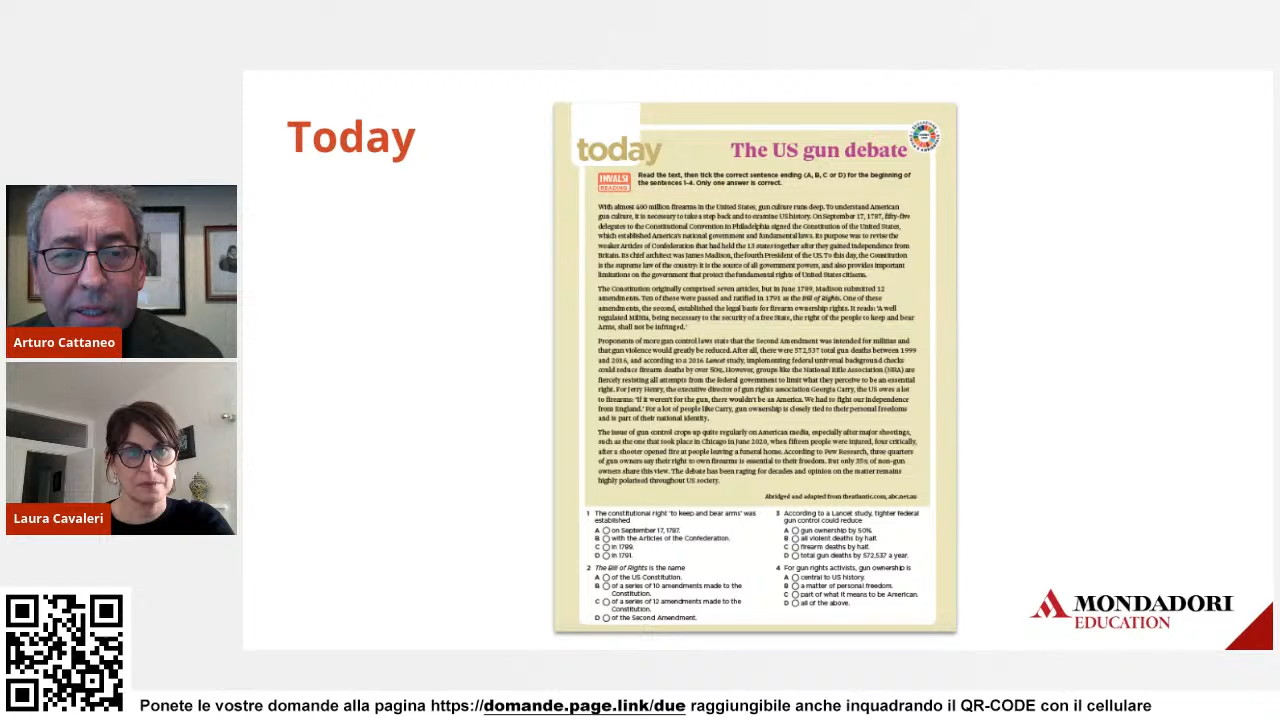 Today
today
The US gun debate
INVALSI
READING
Read the text, then tick the correct sentence ending (A, B, C or D) for the beginning of
the sentences 1-4. Only one answer is correct.
With almost 400 million firearms in the United States, gun culture runs deep. To understand American
gun culture, it is necessary to take a step back and to examine US history. On September 17, 1787, fifty-five
delegates to the Constitutional Convention in Philadelphia signed the Constitution of the United States,
which established America's national government and fundamental laws. Its purpose was to revise the
weaker Articles of Confederation that had held the 13 states together after they gained independence from
Britain. Its chief architect was James Madison, the fourth President of the US. To this day, the Constitution
is the supreme law of the country: it is the source of all government powers, and also provides important
limitations on the government that protect the fundamental rights of United States citizens.
The Constitution originally comprised seven articles, but in June 1789, Madison submitted 12
amendments. Ten of these were passed and ratified in 1791 as the Bill of Rights. One of these
amendments, the second, established the legal basis for firearm ownership rights. It reads: 'A well
regulated Militia, being necessary to the security of a free State, the right of the people to keep and bear
Arms, shall not be infringed.'
Proponents of more gun control laws state that the Second Amendment was intended for militias and
that gun violence would greatly be reduced. After all, there were 572,537 total gun deaths between 1999
and 2016, and according to a 2016 Lancet study, implementing federal universal background checks
could reduce firearm deaths by over 50%. However, groups like the National Rifle Association (NRA) are
fiercely resisting all attempts from the federal government to limit what they perceive to be an essential
right. For Jerry Henry, the executive director of gun rights association Georgia Carry, the US owes a lot
to firearms: 'If it weren't for the gun, there wouldn't be an America. We had to fight our independence
from England.' For a lot of people like Carry, gun ownership is closely tied to their personal freedoms
and is part of their national identity.
The issue of gun control crops up quite regularly on American media, especially after major shootings,
such as the one that took place in Chicago in June 2020, when fifteen people were injured, four critically,
after a shooter opened fire at people leaving a funeral home. According to Pew Research, three quarters
of gun owners say their right to own firearms is essential to their freedom. But only 35% of non-gun
owners share this view. The debate has been raging for decades and opinion on the matter remains
highly polarised throughout US society.
Abridged and adapted from theatlantic.com, abc.net.au
1 The constitutional right 'to keep and bear arms' was
established
A on September 17, 1787.
B with the Articles of the Confederation.
C in 1789.
D in 1791.
2 The Bill of Rights is the name
A of the US Constitution.
B of a series of 10 amendments made to the
Constitution.
C of a series of 12 amendments made to the
Constitution.
D of the Second Amendment.
3 According to a Lancet study, tighter federal
gun control could reduce
A gun ownership by 50%.
B all violent deaths by half.
C firearm deaths by half.
D total gun deaths by 572,537 a year.
4 For gun rights activists, gun ownership is
A central to US history.
B a matter of personal freedom.
C part of what it means to be American.
D all of the above.
Arturo Cattaneo
Laura Cavaleri
MONDADORI
EDUCATION
Ponete le vostre domande alla pagina https://domande.page.link/due raggiungibile anche inquadrando il QR-CODE con il cellulare